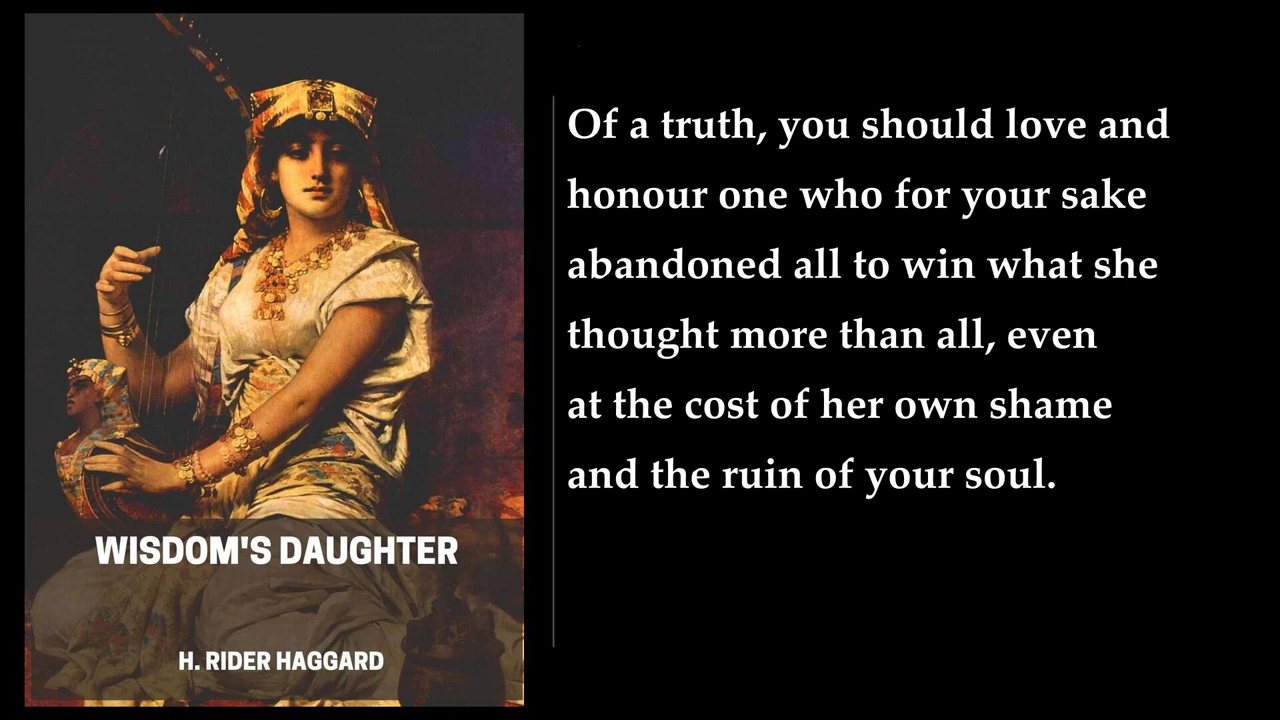 WISDOM'S DAUGHTER
H. RIDER HAGGARD
Of a truth, you should love and
honour one who for your sake
abandoned all to win what she
thought more than all, even
at the cost of her own shame
and the ruin of your soul.